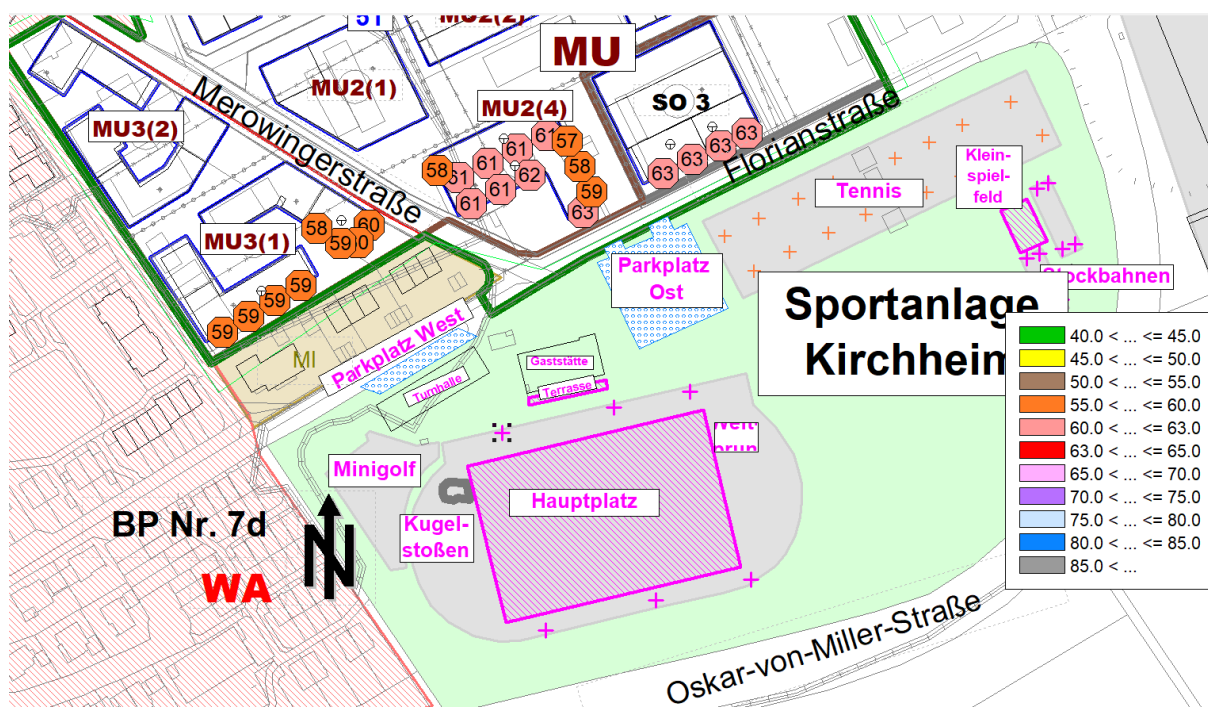 51
MU2(2)
MU
MU2(1)
MU2(4)
SO 3
MU3(2)
Merowingerstraße
Florianstraße
61
61
57
63
63
63
63
61
58
58
61
62
61
59
61
63
Klein-
spiel-
feld
Tennis
MU3(1)
58
60
59
59
59
59
59
Parkplatz
Ost
Stockbahnen
Sportanlage
Kirchheim
Parkplatz West
MI
Gaststätte
Terrasse
Turnhalle
40.0 < ... <= 45.0
45.0 < ... <= 50.0
50.0 < ... <= 55.0
55.0 < ... <= 60.0
60.0 < ... <= 63.0
63.0 < ... <= 65.0
65.0 < ... <= 70.0
70.0 < ... <= 75.0
75.0 < ... <= 80.0
80.0 < ... <= 85.0
85.0 < ...
Minigolf
Hauptplatz
Kugel-
stoßen
BP Nr. 7d
WA
N
Oskar-von-Miller-Straße